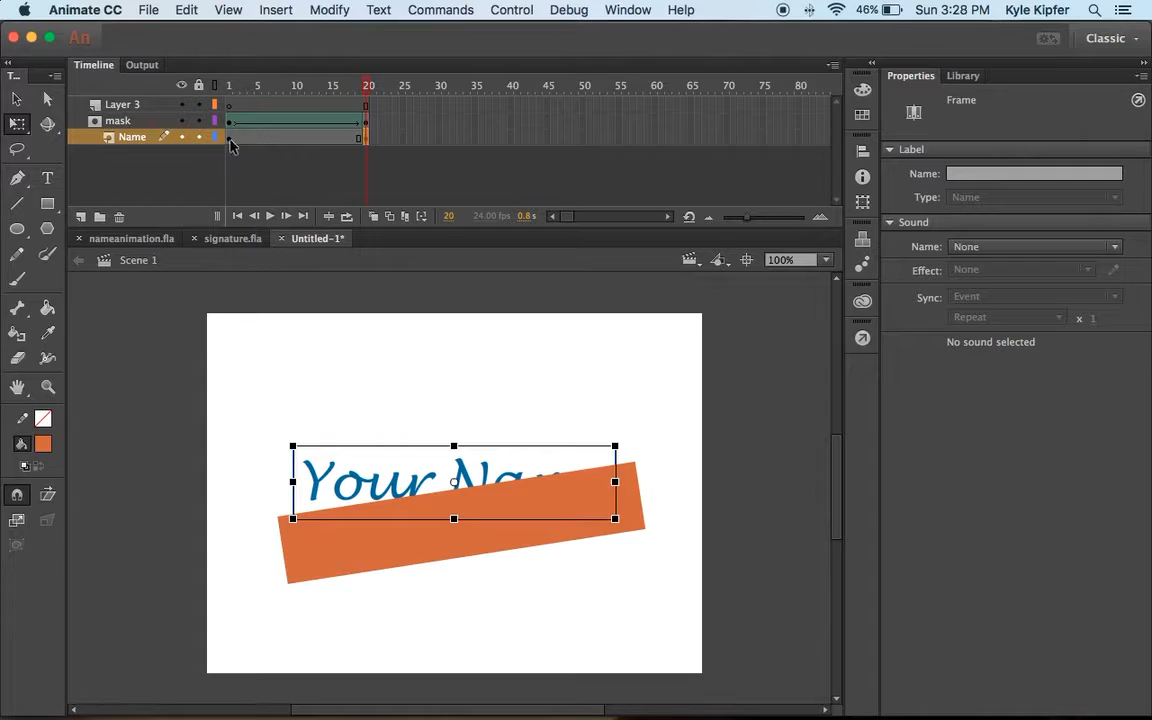 Animate CC File Edit View Insert Modify Text Commands Control Debug Window Help 46% Sun 3:28 PM Kyle Kipfer
An Classic
Timeline Output
T... Properties Library
1 5 10 15 20 25 30 35 40 45 50 55 60 65 70 75 80
Layer 3
mask
Name
Frame
Label
Name:
Type: Name
20 24.00 fps 0.8s
Sound
nameanimation.fla signature.fla Untitled-1*
Name: None
Scene 1 100%
Effect: None
Sync: Event
Repeat x 1
No sound selected
Your Na